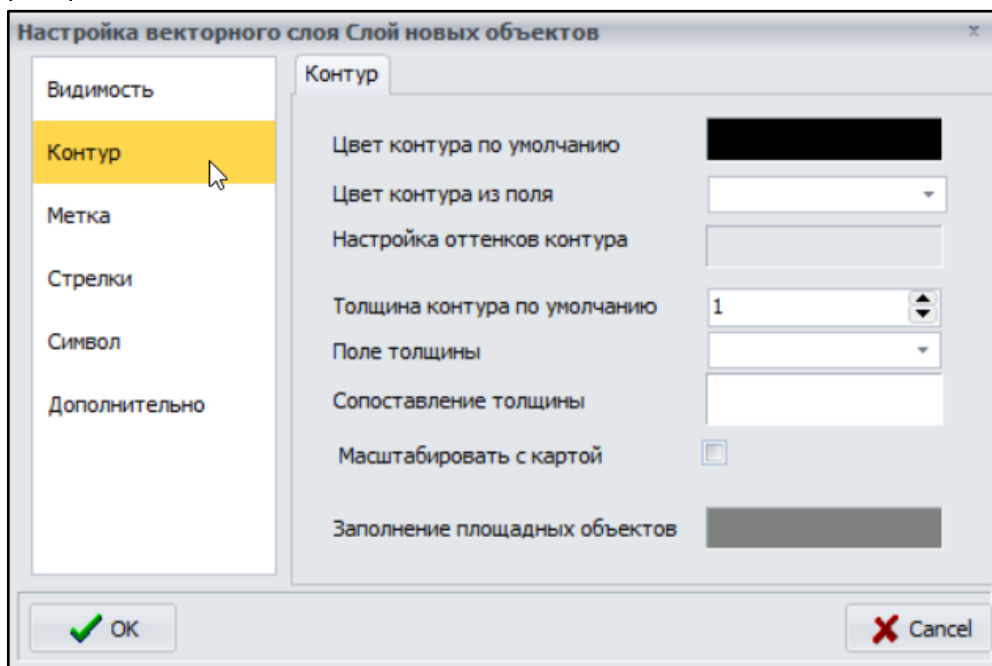 Настройка векторного слоя Слой новых объектов
Видимость
Контур
Метка
Стрелки
Символ
Дополнительно
Контур
Цвет контура по умолчанию
Цвет контура из поля
Настройка оттенков контура
Толщина контура по умолчанию 1
Поле толщины
Сопоставление толщины
Масштабировать с картой
Заполнение площадных объектов
OK
Cancel